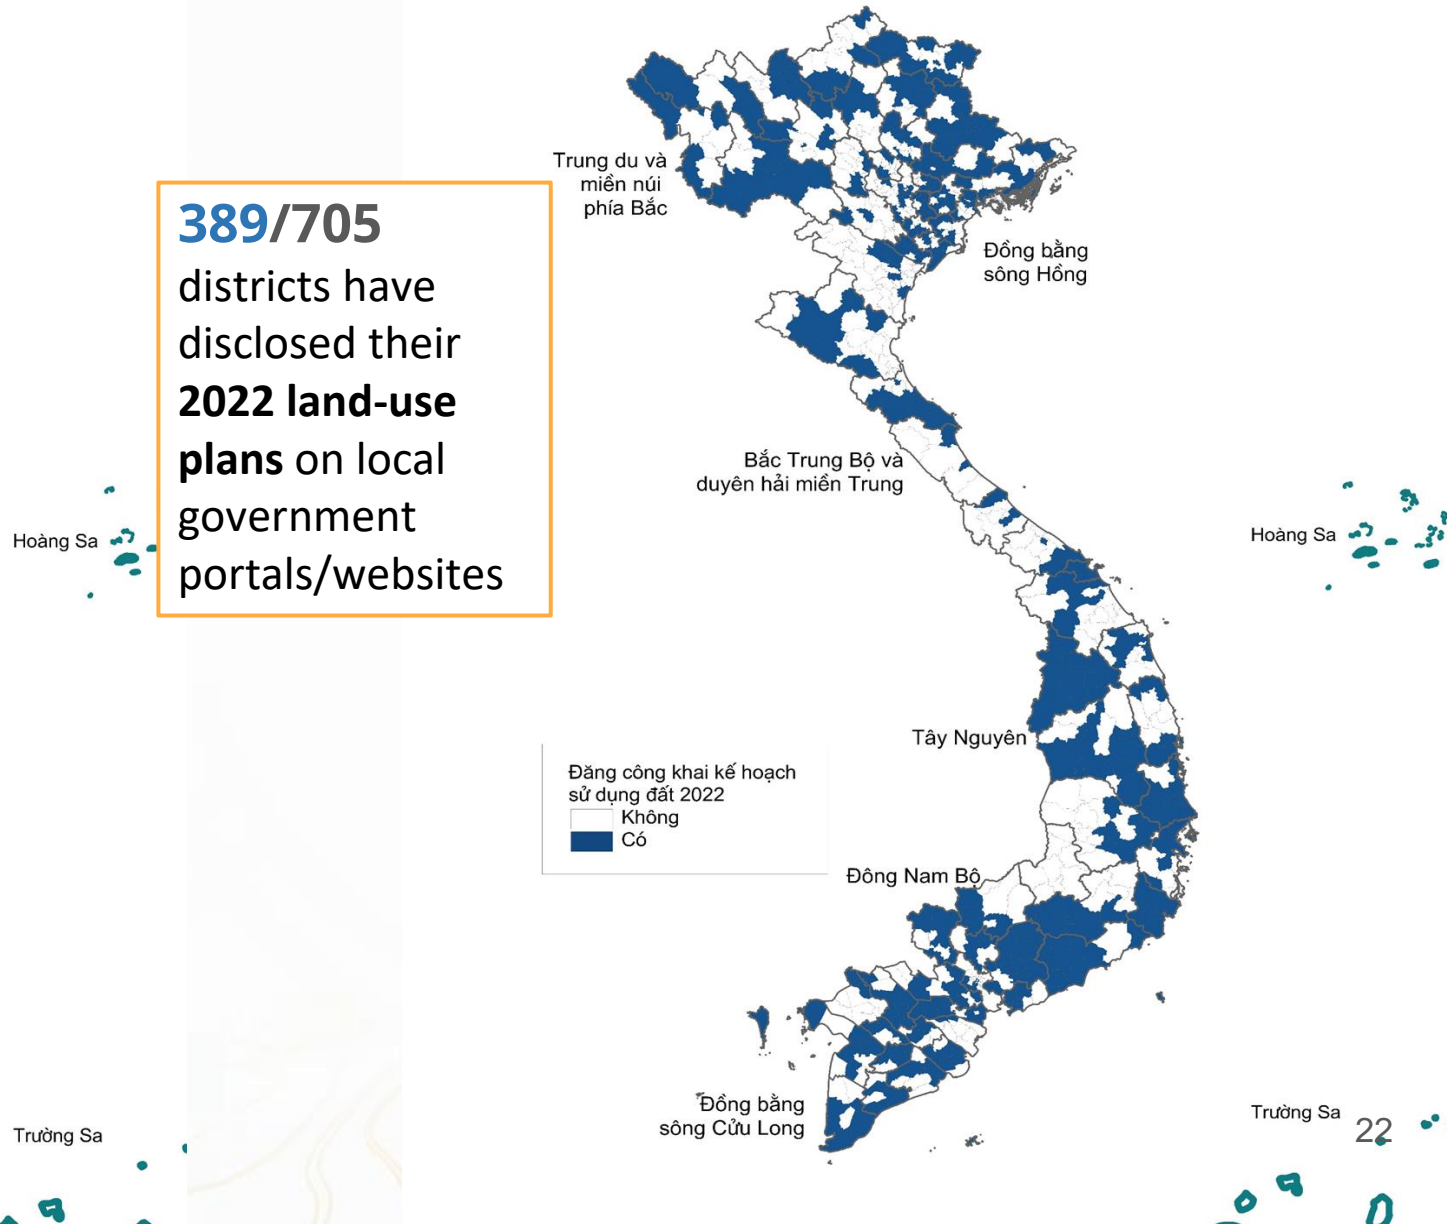 389/705
districts have
disclosed their
2022 land-use
plans on local
government
portals/websites
Trung du và
miền núi
phía Bắc
Đồng bằng
sông Hồng
Bắc Trung Bộ và
duyên hải miền Trung
Hoàng Sa
Hoàng Sa
Tây Nguyên
Đăng công khai kế hoạch
sử dụng đất 2022
Không
Có
Đông Nam Bộ
Đồng bằng
sông Cửu Long
Trường Sa
Trường Sa
22